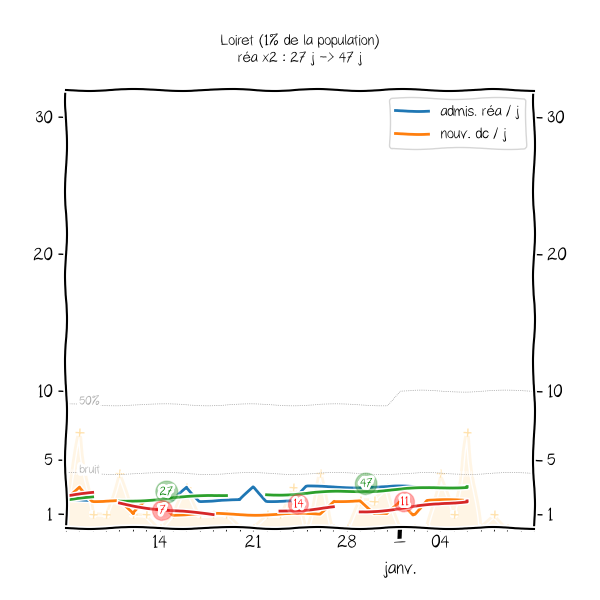 Loiret (1% de la population)
réa x2 : 27 j -> 47 j
admis. réa / j
nouv. dc / j
30 30
20 20
10 10
50%
5 5
bruit
47
27
14 11
7
1 1
14 21 28 1 04
janv.